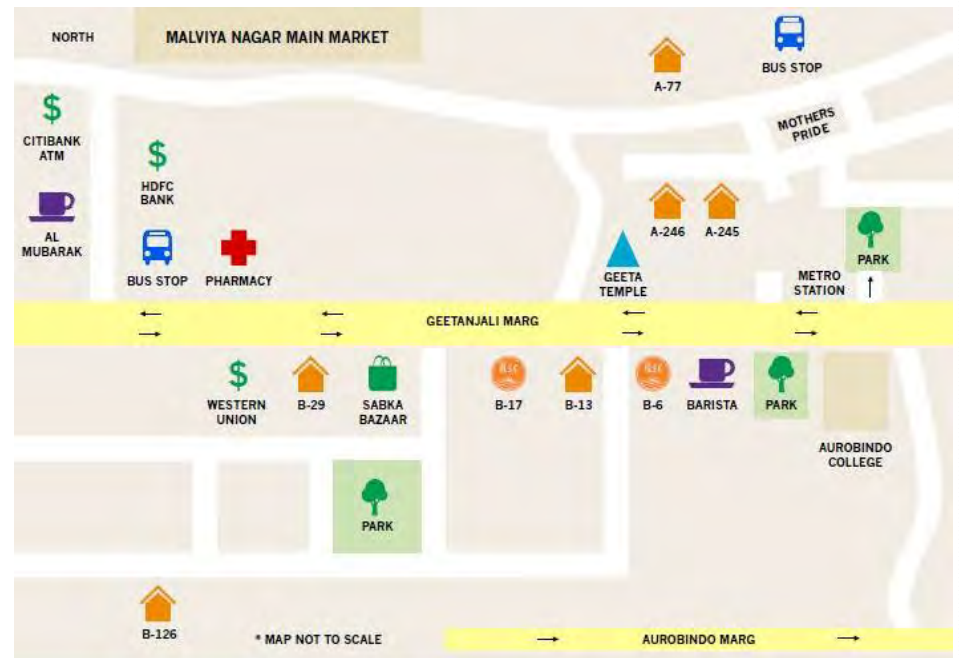 NORTH
MALVIYA NAGAR MAIN MARKET
BUS STOP
A-77
MOTHERS
PRIDE
$
CITIBANK
ATM
$
HDFC
BANK
AL
MUBARAK
BUS STOP
PHARMACY
A-246
A-245
GEETA
TEMPLE
METRO
STATION
PARK
GEETANJALI MARG
$
WESTERN
UNION
B-29
SABKA
BAZAAR
B-17
B-13
B-6
BARISTA
PARK
AUROBINDO
COLLEGE
PARK
B-126
* MAP NOT TO SCALE
AUROBINDO MARG